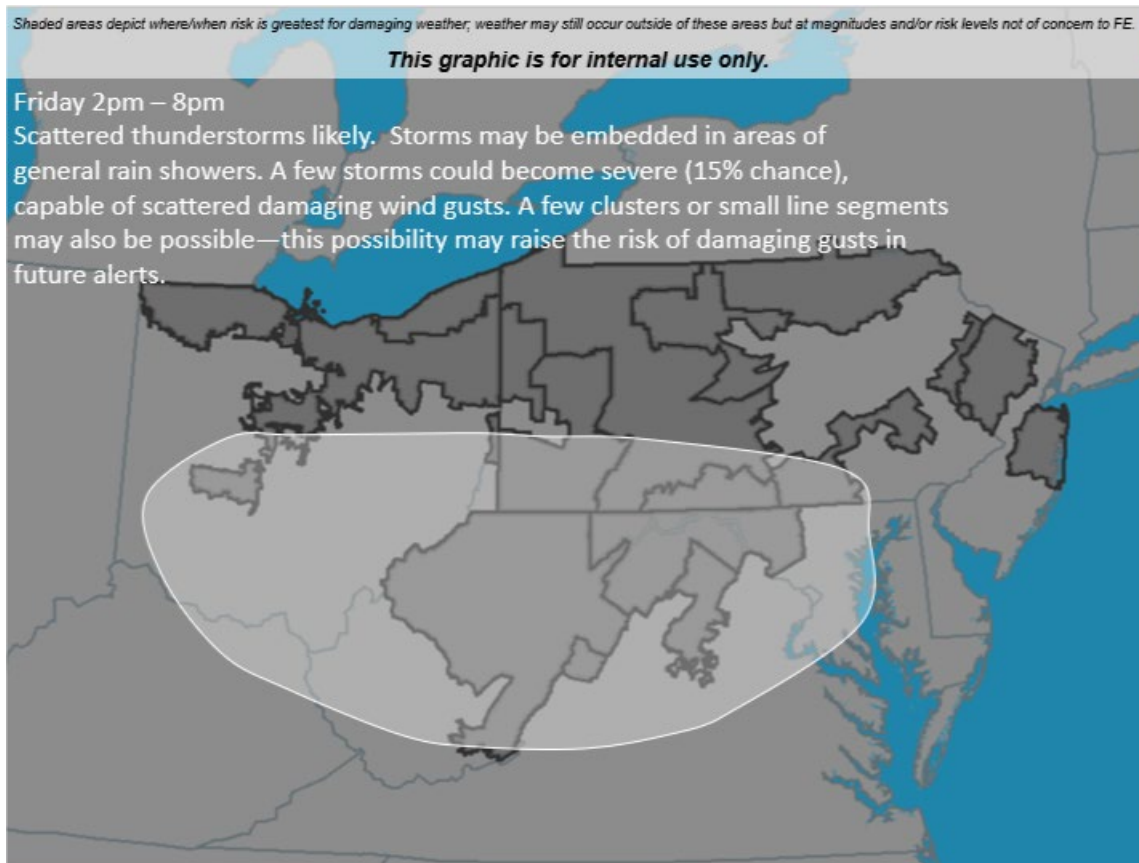 Shaded areas depict where/when risk is greatest for damaging weather; weather may still occur outside of these areas but at magnitudes and/or risk levels not of concern to FE.
This graphic is for internal use only.
Friday 2pm – 8pm
Scattered thunderstorms likely.  Storms may be embedded in areas of
general rain showers. A few storms could become severe (15% chance),
capable of scattered damaging wind gusts. A few clusters or small line segments
may also be possible—this possibility may raise the risk of damaging gusts in
future alerts.